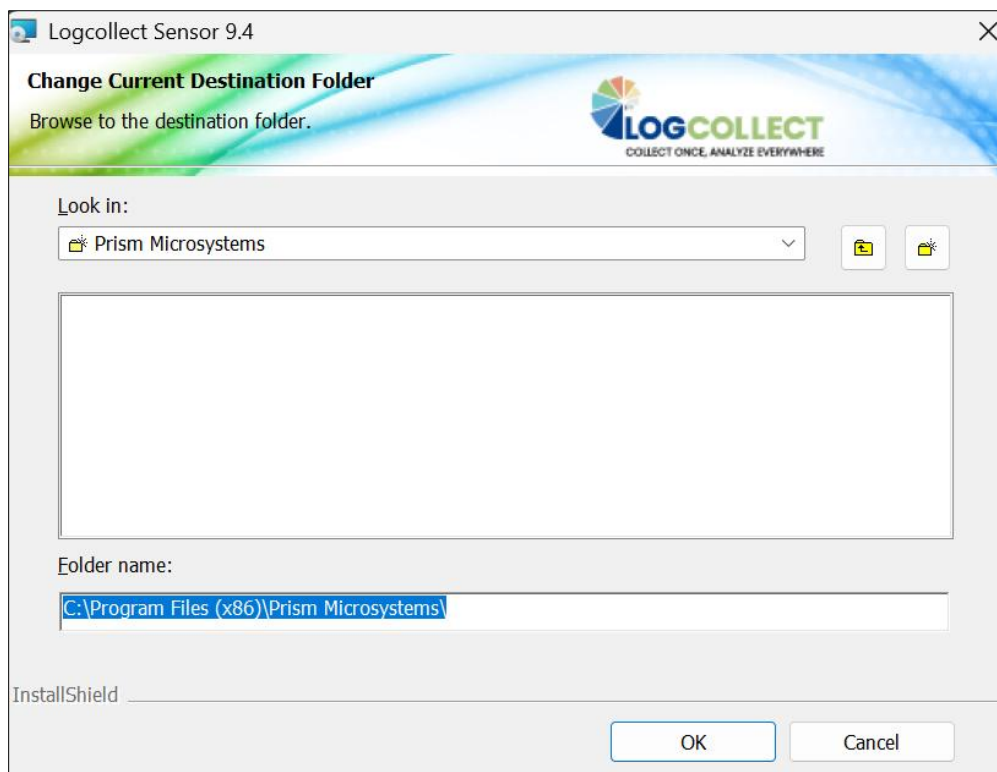 Logcollect Sensor 9.4
Change Current Destination Folder
Browse to the destination folder.
LOGCOLLECT
COLLECT ONCE, ANALYZE EVERYWHERE
Look in:
Prism Microsystems
Folder name:
C:\Program Files (x86)\Prism Microsystems\
InstallShield
OK
Cancel